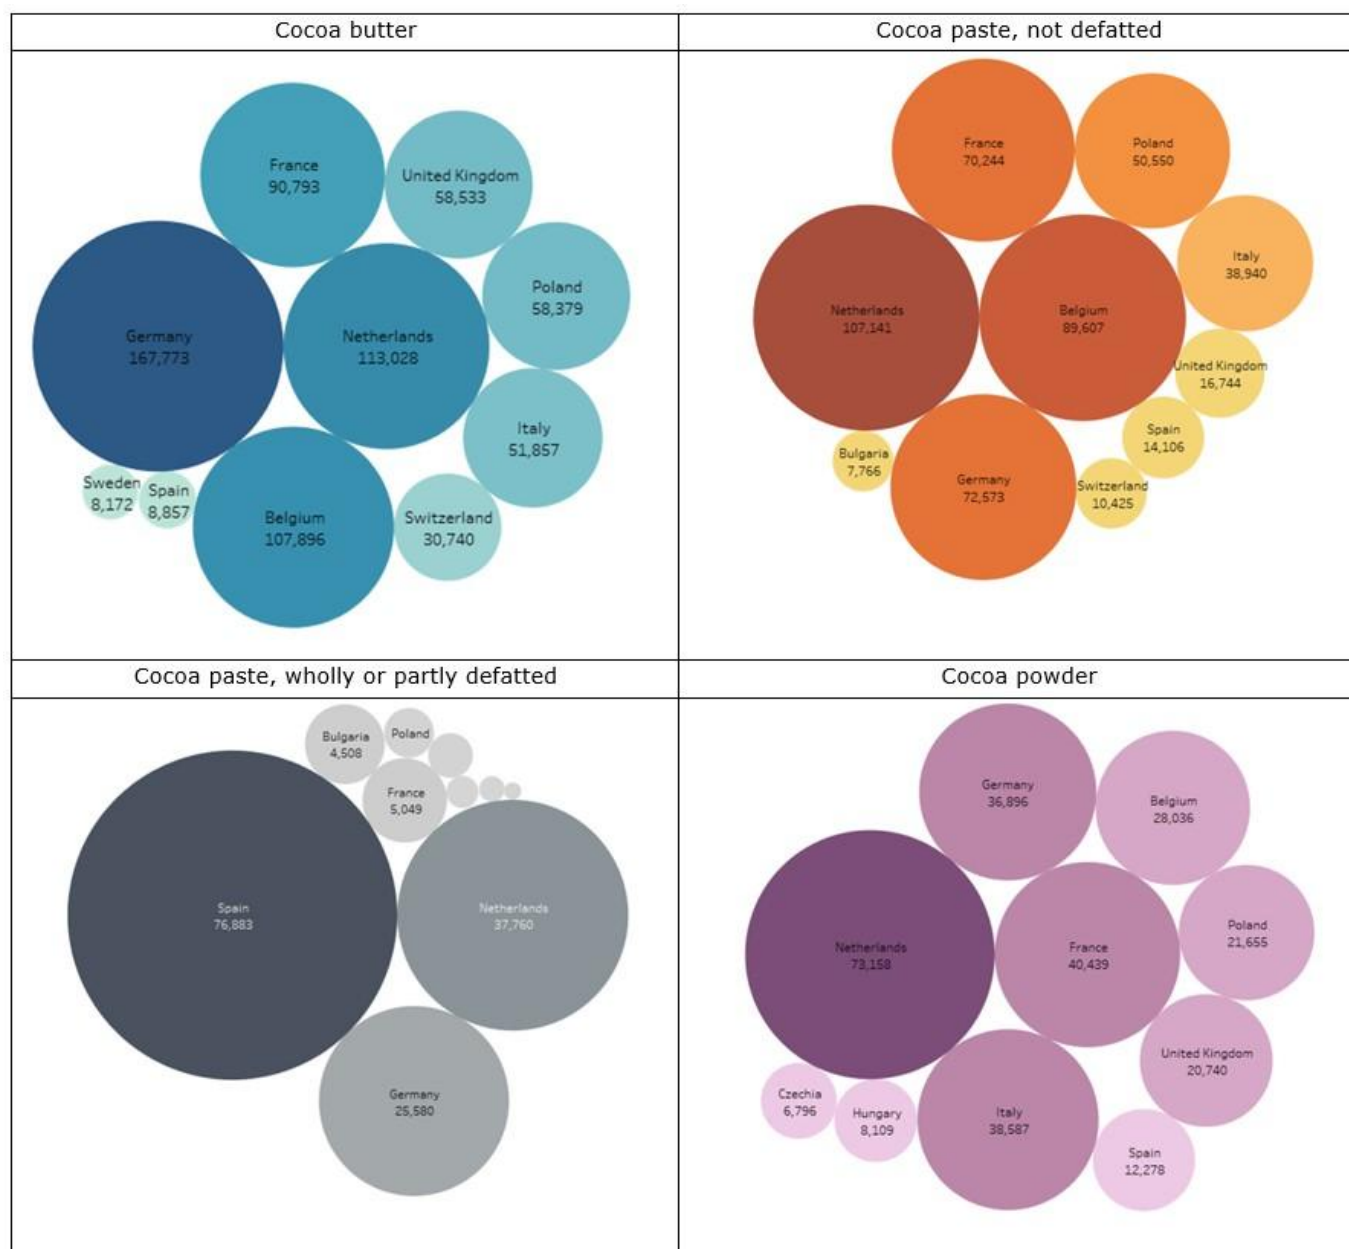 Cocoa butter
France
90,793
United Kingdom
58,533
Poland
58,379
Germany
167,773
Netherlands
113,028
Italy
51,857
Sweden
8,172
Spain
8,857
Belgium
107,896
Switzerland
30,740
Cocoa paste, not defatted
France
70,244
Poland
50,550
Italy
38,940
Netherlands
107,141
Belgium
89,607
United Kingdom
16,744
Spain
14,106
Bulgaria
7,766
Germany
72,573
Switzerland
10,425
Cocoa paste, wholly or partly defatted
Bulgaria
4,508
Poland
France
5,049
Spain
76,883
Netherlands
37,760
Germany
25,580
Cocoa powder
Germany
36,896
Belgium
28,036
Poland
21,655
Netherlands
73,158
France
40,439
United Kingdom
20,740
Czechia
6,796
Hungary
8,109
Italy
38,587
Spain
12,278